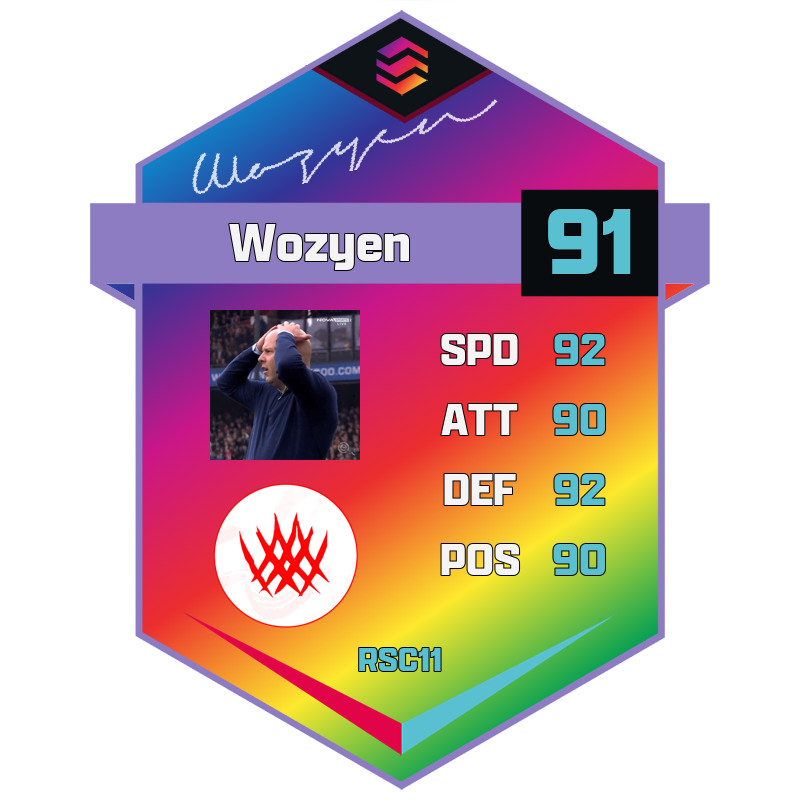 Wozyen
Wozyen
91
SPD 92
ATT 90
DEF 92
POS 90
RSC11